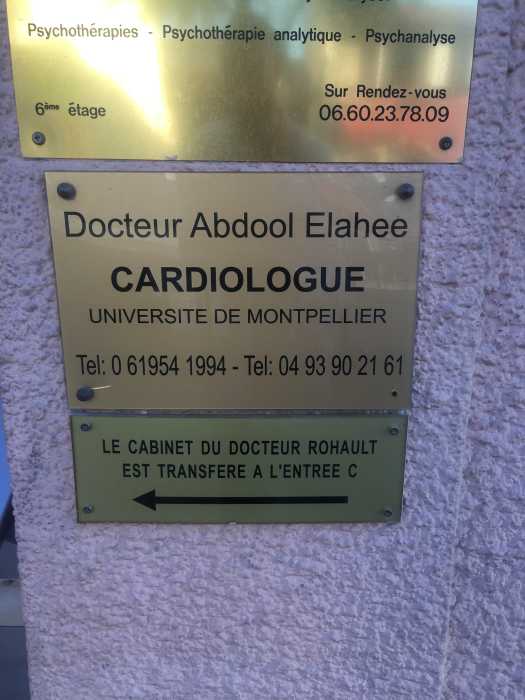 Psychothérapies - Psychothérapie analytique - Psychanalyse
Sur Rendez-vous
6ème étage
06.60.23.78.09
Docteur Abdool Elahee
CARDIOLOGUE
UNIVERSITE DE MONTPELLIER
Tel: 0 61954 1994 - Tel: 04 93 90 21 61
LE CABINET DU DOCTEUR ROHAULT
EST TRANSFERE A L'ENTREE C